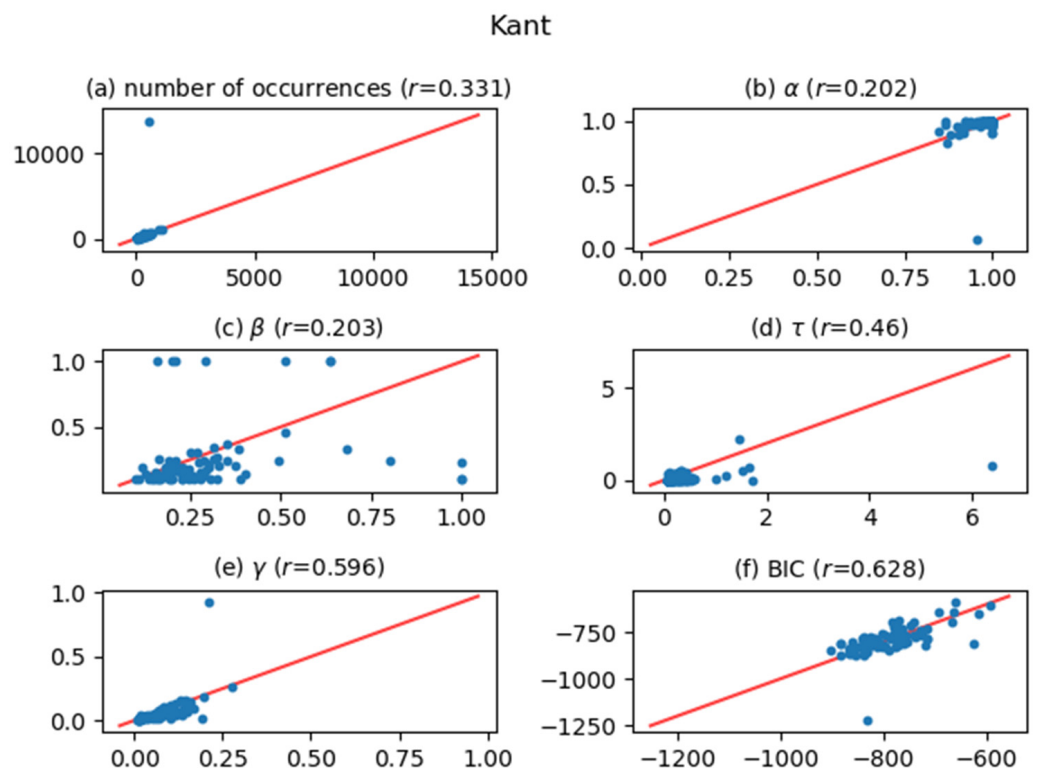 Kant
(a) number of occurrences (r=0.331)
(b) α (r=0.202)
10000
0
0 5000 10000 15000
1.0
0.5
0.0
0.00 0.25 0.50 0.75 1.00
(c) β (r=0.203)
(d) τ (r=0.46)
1.0
0.5
0.25 0.50 0.75 1.00
5
0
0 2 4 6
(e) γ (r=0.596)
(f) BIC (r=0.628)
1.0
0.5
0.0
0.00 0.25 0.50 0.75 1.00
−750
−1000
−1250
−1200 −1000 −800 −600